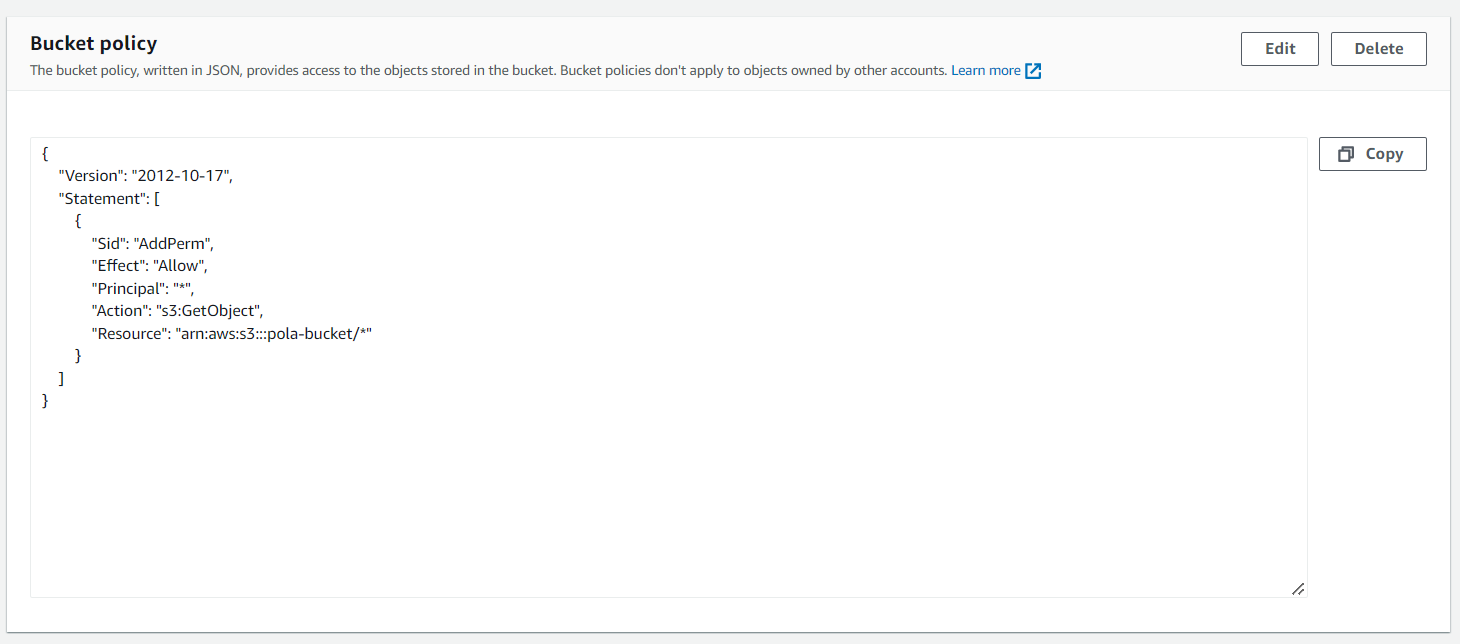 Bucket policy
Edit
Delete
The bucket policy, written in JSON, provides access to the objects stored in the bucket. Bucket policies don't apply to objects owned by other accounts. Learn more
Copy
{
"Version": "2012-10-17",
"Statement": [
{
"Sid": "AddPerm",
"Effect": "Allow",
"Principal": "*",
"Action": "s3:GetObject",
"Resource": "arn:aws:s3:::pola-bucket/*"
}
]
}